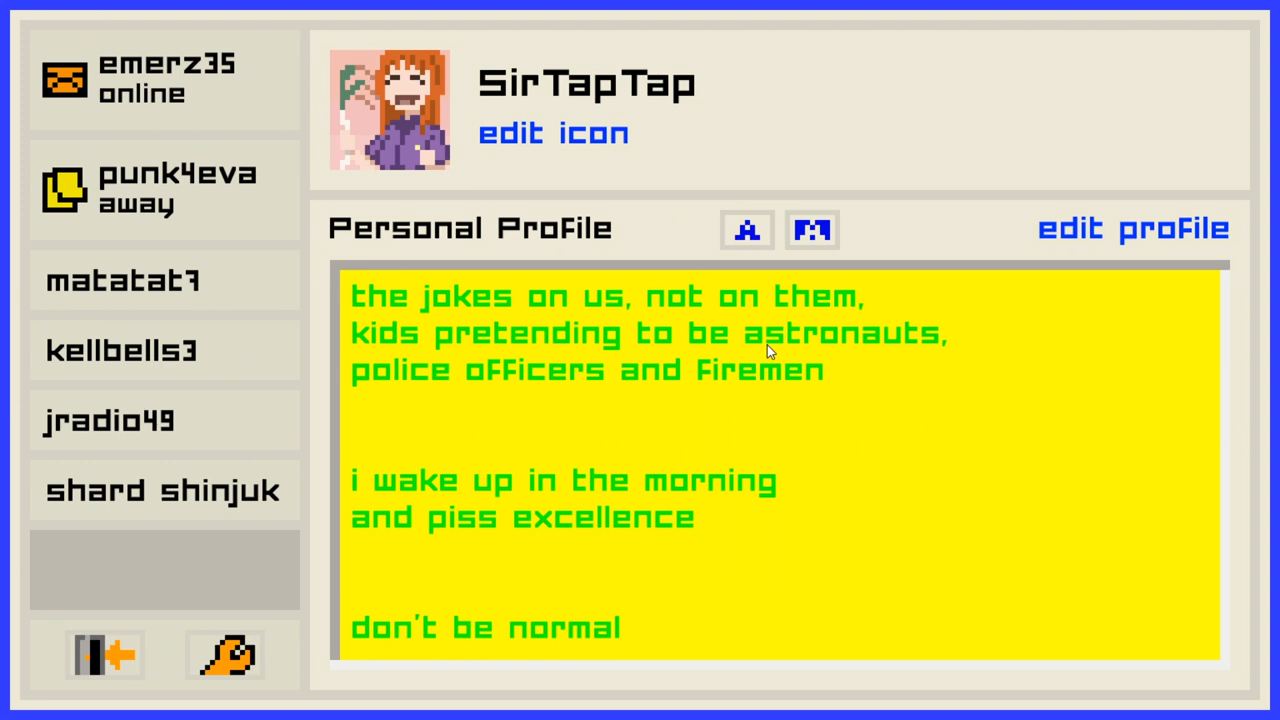 emerz35
online
punk4eva
away
matatat7
kellbells3
jradio49
shard shinjuk
SirTapTap
edit icon
Personal Profile
A
M
edit profile
the jokes on us, not on them,
kids pretending to be astronauts,
police officers and firemen
i wake up in the morning
and piss excellence
don't be normal